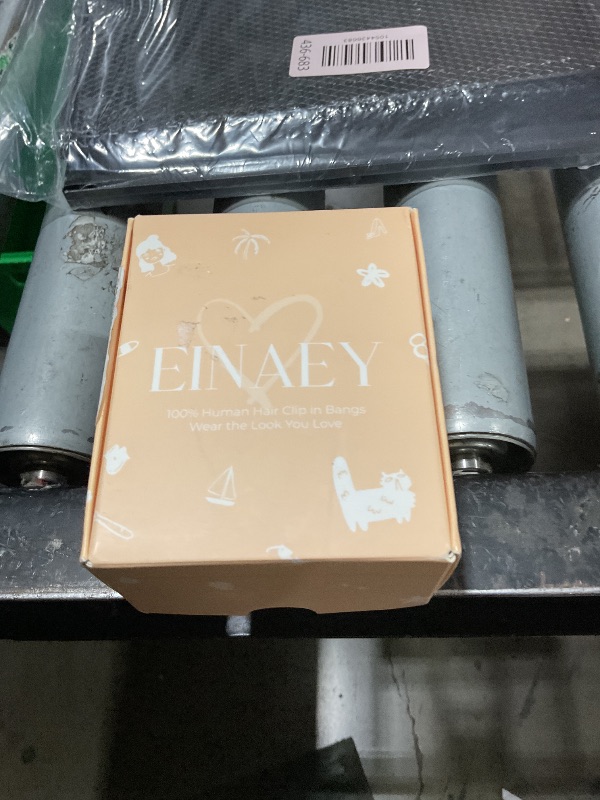 436-683
EINAEY
100% Human Hair Clip in Bangs
Wear the Look You Love